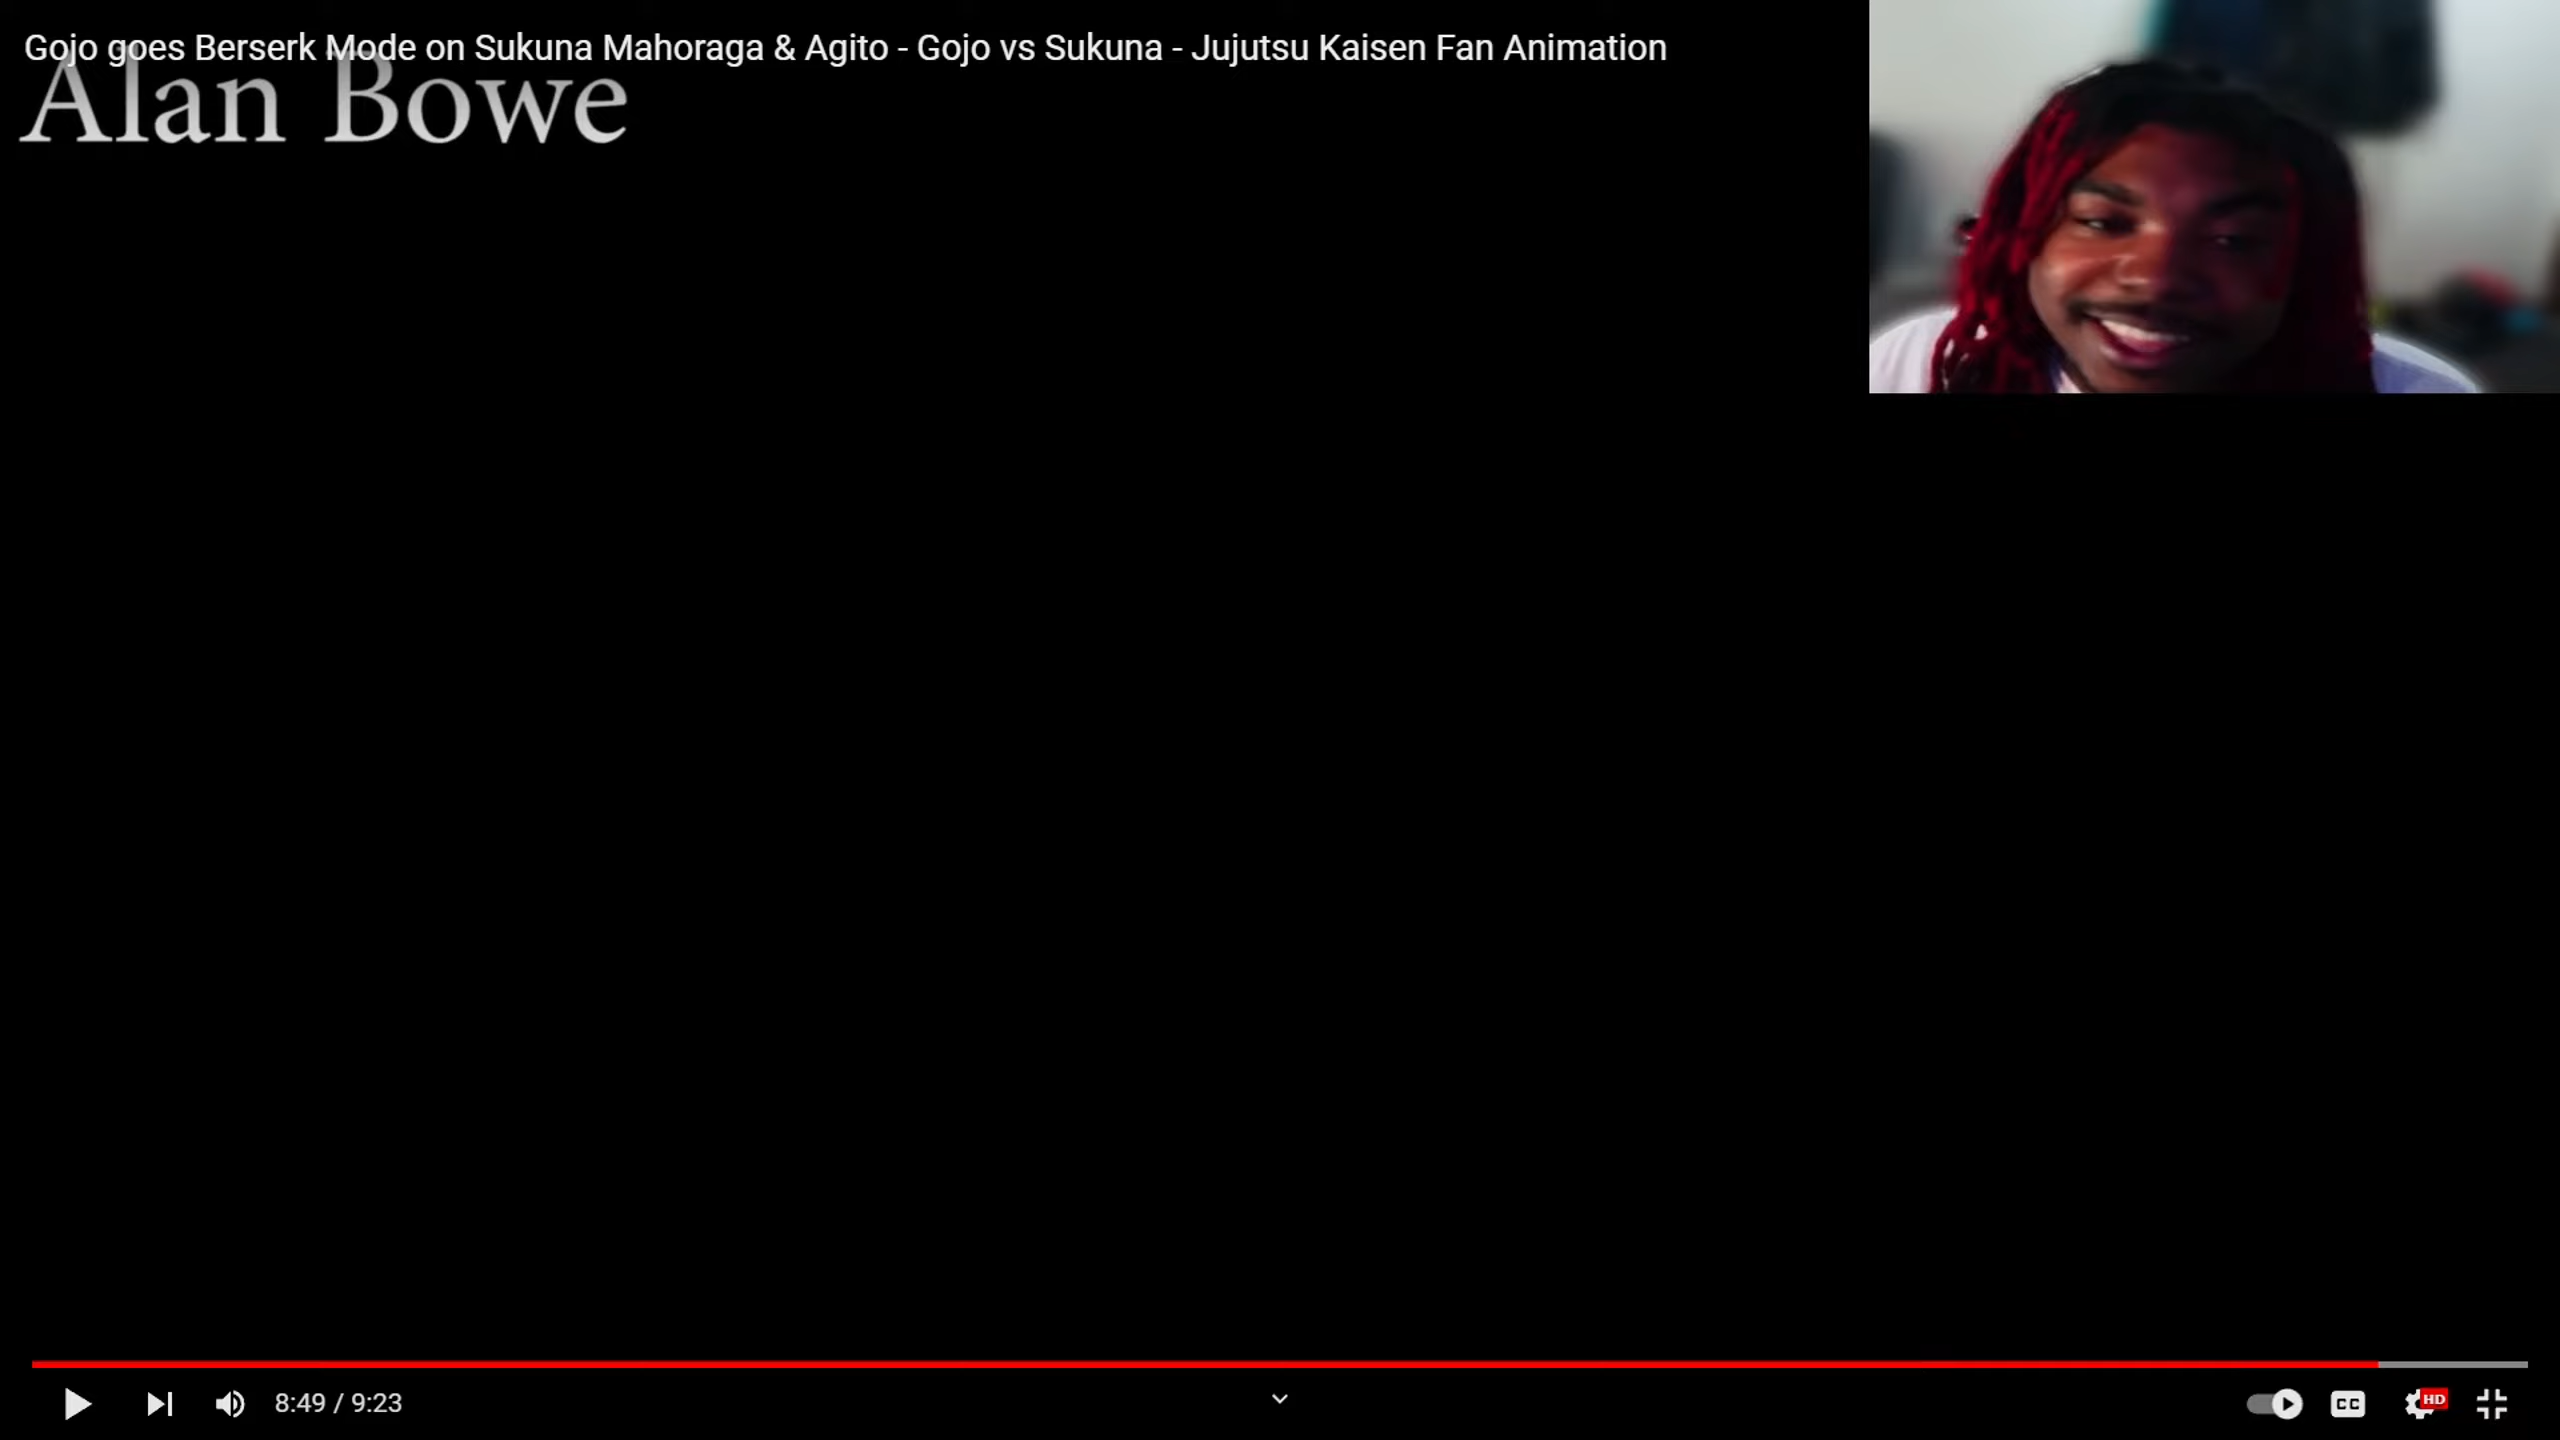 Gojo goes Berserk Mode on Sukuna Mahoraga & Agito - Gojo vs Sukuna - Jujutsu Kaisen Fan Animation
Alan Bowe
8:49 / 9:23
CC
HD